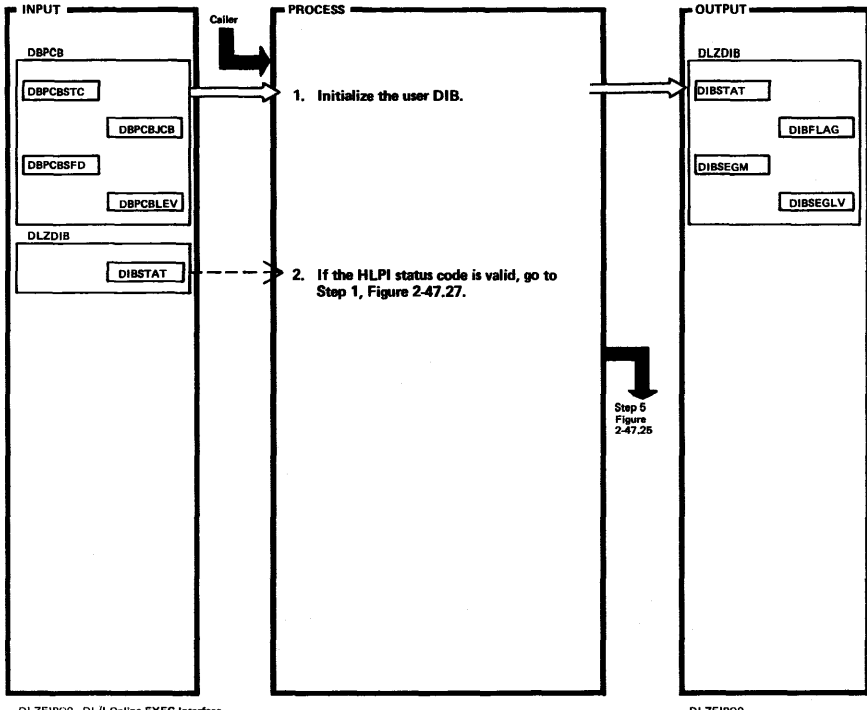 INPUT
Caller
PROCESS
OUTPUT
DBPCB
DBPCBSTC
DBPCBJCB
DBPCBSFD
DBPCBLEV
DLZDIB
DIBSTAT
1. Initialize the user DIB.
2. If the HLPI status code is valid, go to
Step 1, Figure 2-47.27.
Step 5
Figure
2-47.25
DLZDIB
DIBSTAT
DIBFLAG
DIBSEGM
DIBSEGLV
DL/I Online EXEC Interface